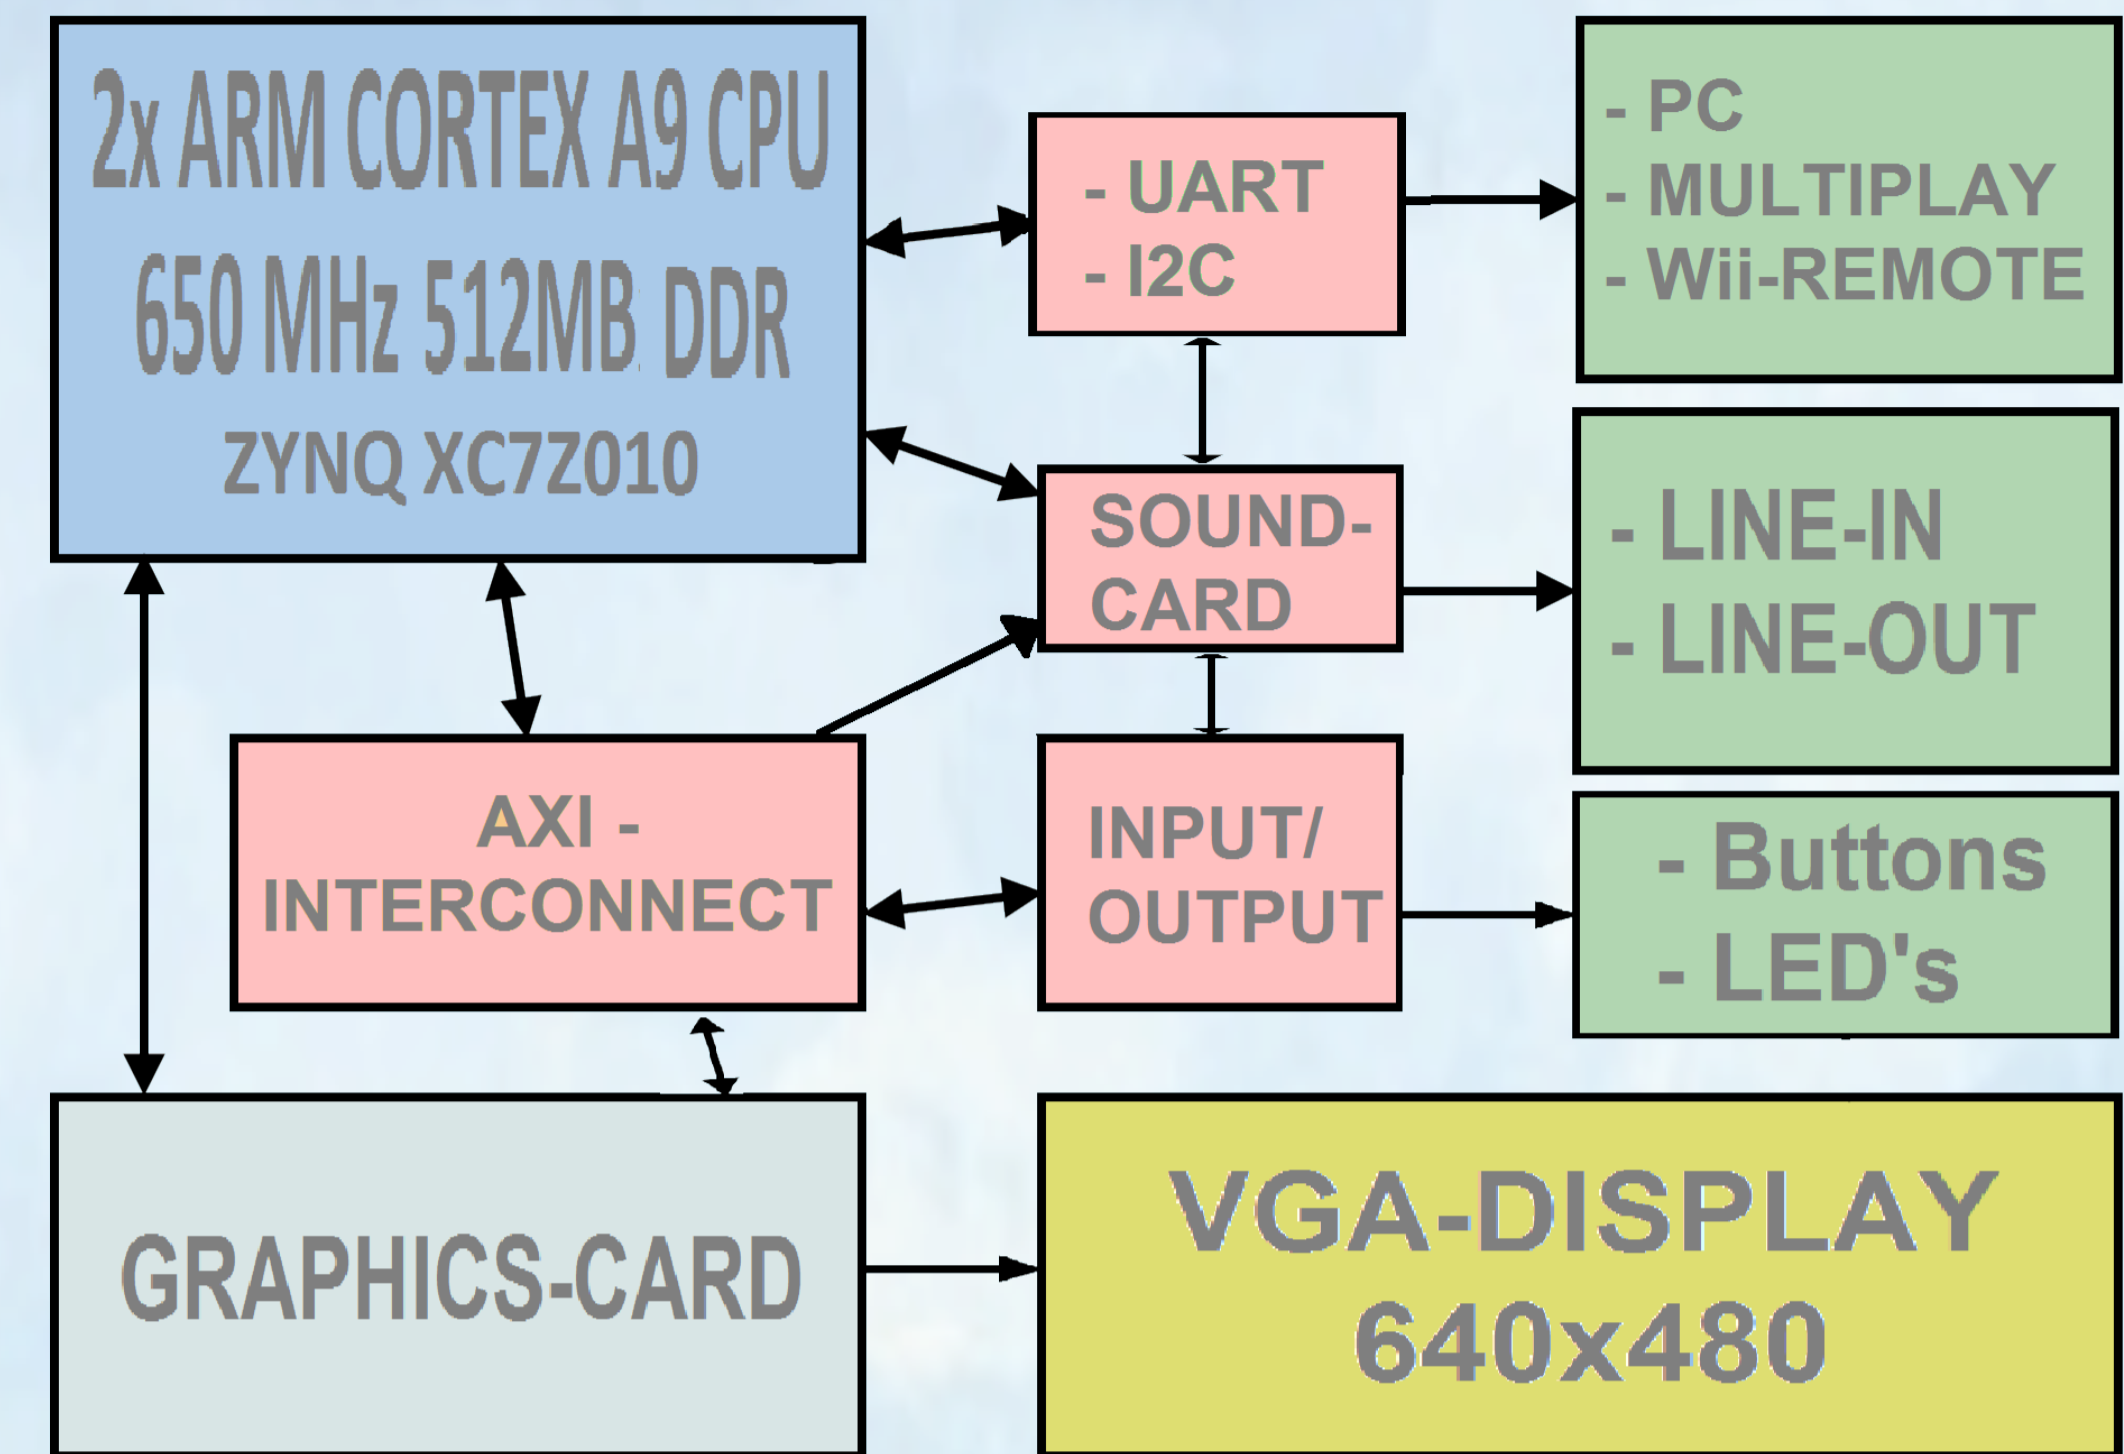 2x ARM CORTEX A9 CPU
650 MHz 512MB DDR
ZYNQ XC7Z010
- UART
- I2C
- PC
- MULTIPLAY
- Wii-REMOTE
SOUND-
CARD
- LINE-IN
- LINE-OUT
AXI -
INTERCONNECT
INPUT/
OUTPUT
- Buttons
- LED's
GRAPHICS-CARD
VGA-DISPLAY
640x480